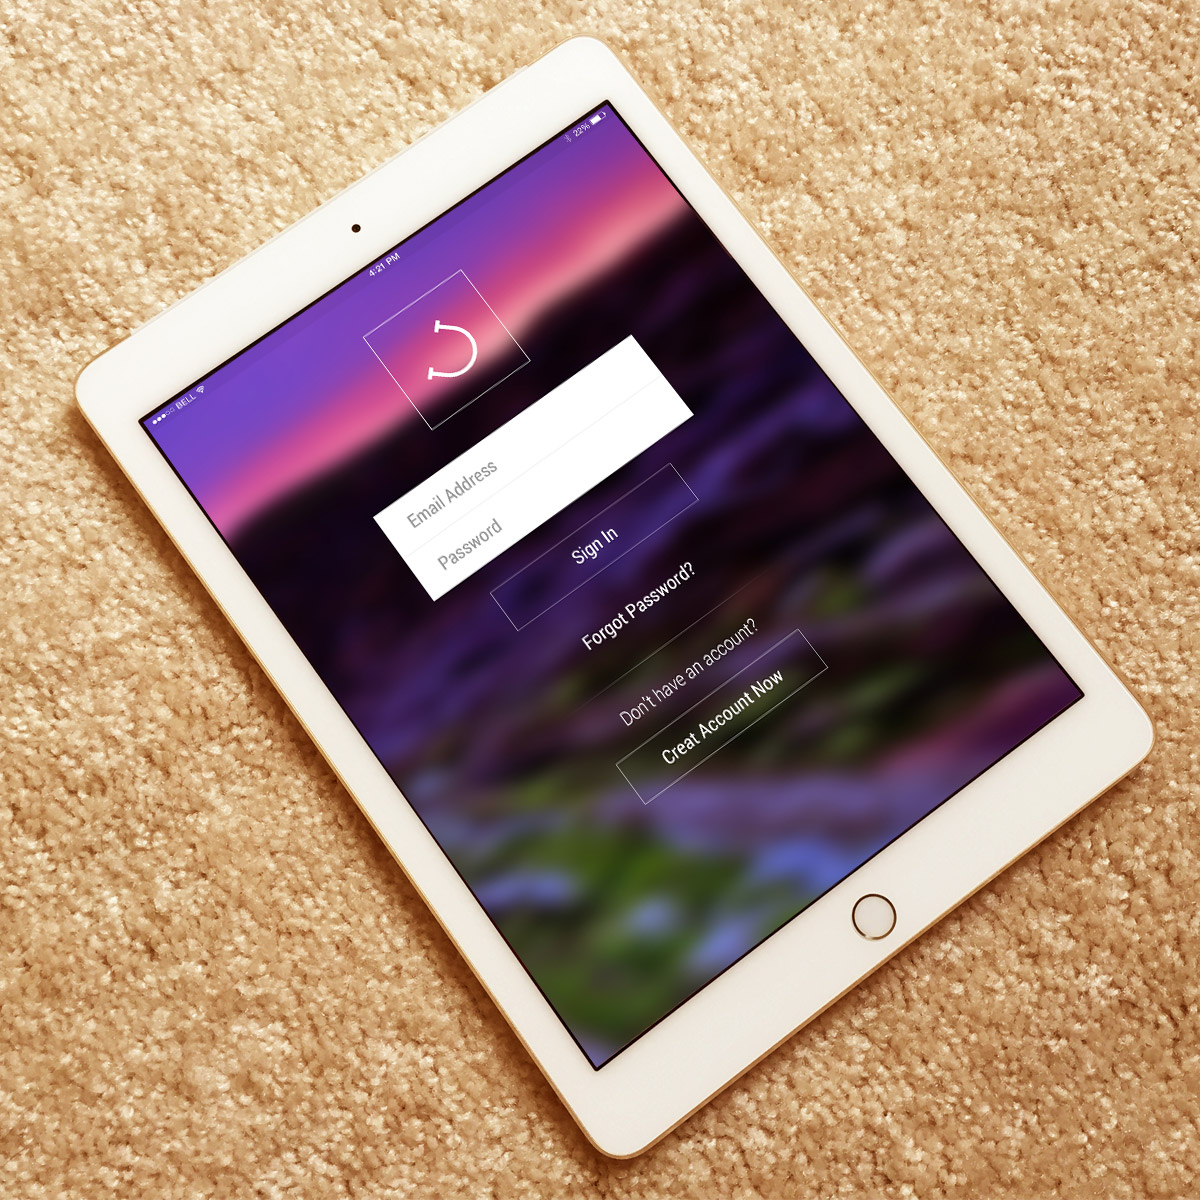 BELL
4:21 PM
22%
Email Address
Password
Sign In
Forgot Password?
Don't have an account?
Creat Account Now